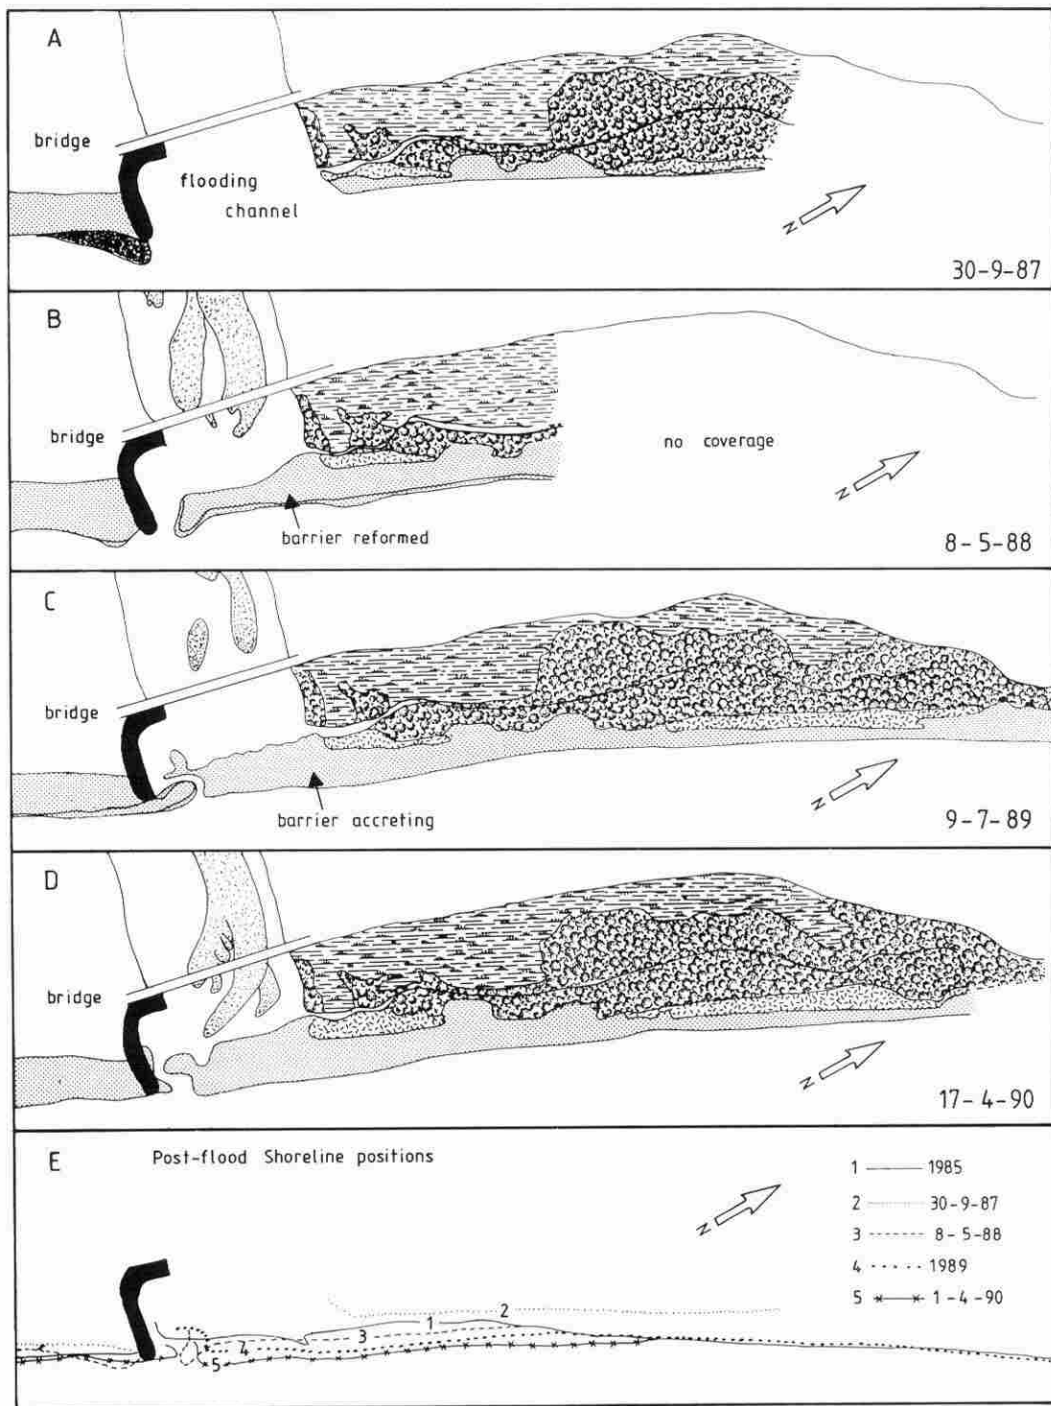 A
bridge
flooding
channel
N
30-9-87
B
bridge
no coverage
barrier reformed
N
8-5-88
C
bridge
barrier accreting
N
9-7-89
D
bridge
N
17-4-90
E Post-flood Shoreline positions
1 1985
2 30-9-87
3 8-5-88
4 1989
5 1-4-90
N
2
1
3
4
5